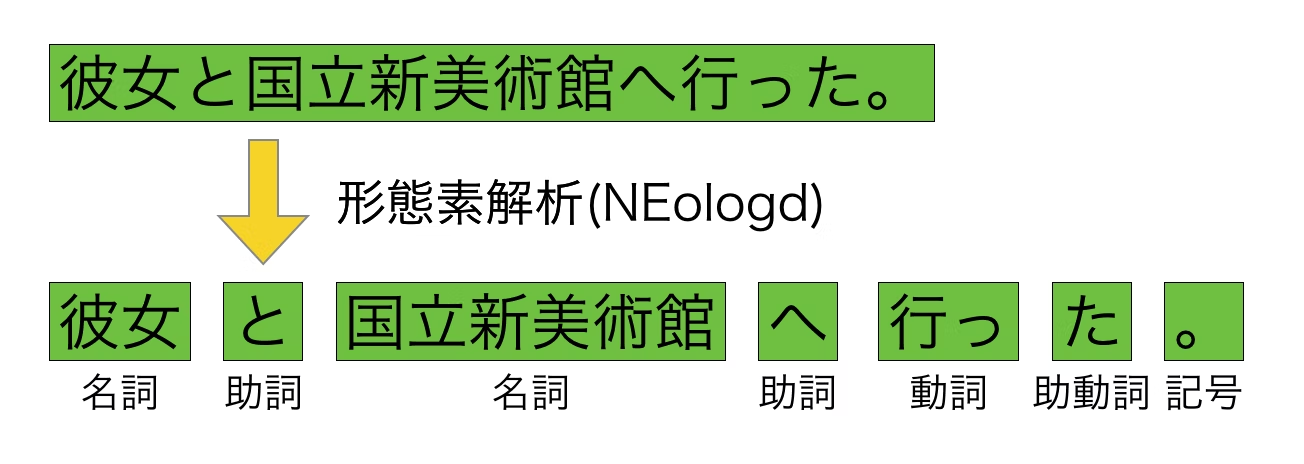 彼女と国立新美術館へ行った。
形態素解析(NEologd)
彼女 と 国立新美術館 へ 行っ た 。
名詞 助詞 名詞 助詞 動詞 助動詞 記号